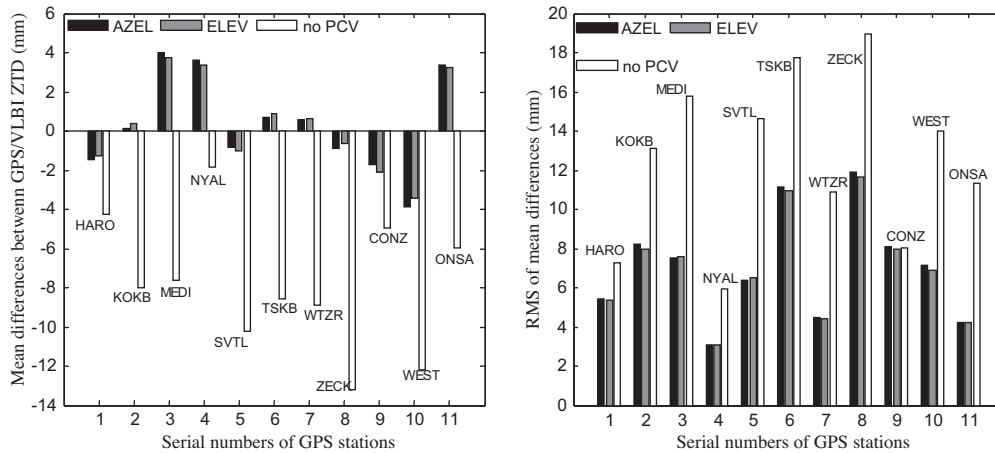 6
4
2
0
-2
-4
-6
-8
-10
-12
-14
Mean differences betwenn GPS/VLBI ZTD (mm)
AZEL ELEV no PCV
HARO
KOKB
MEDI
NYAL
SVTL
TSKB
WTZR
ZECK
CONZ
WEST
ONSA
1 2 3 4 5 6 7 8 9 10 11
Serial numbers of GPS stations
20
18
16
14
12
10
8
6
4
2
0
RMS of mean differences (mm)
AZEL ELEV
no PCV
HARO
KOKB
MEDI
NYAL
SVTL
TSKB
WTZR
ZECK
CONZ
WEST
ONSA
1 2 3 4 5 6 7 8 9 10 11
Serial numbers of GPS stations